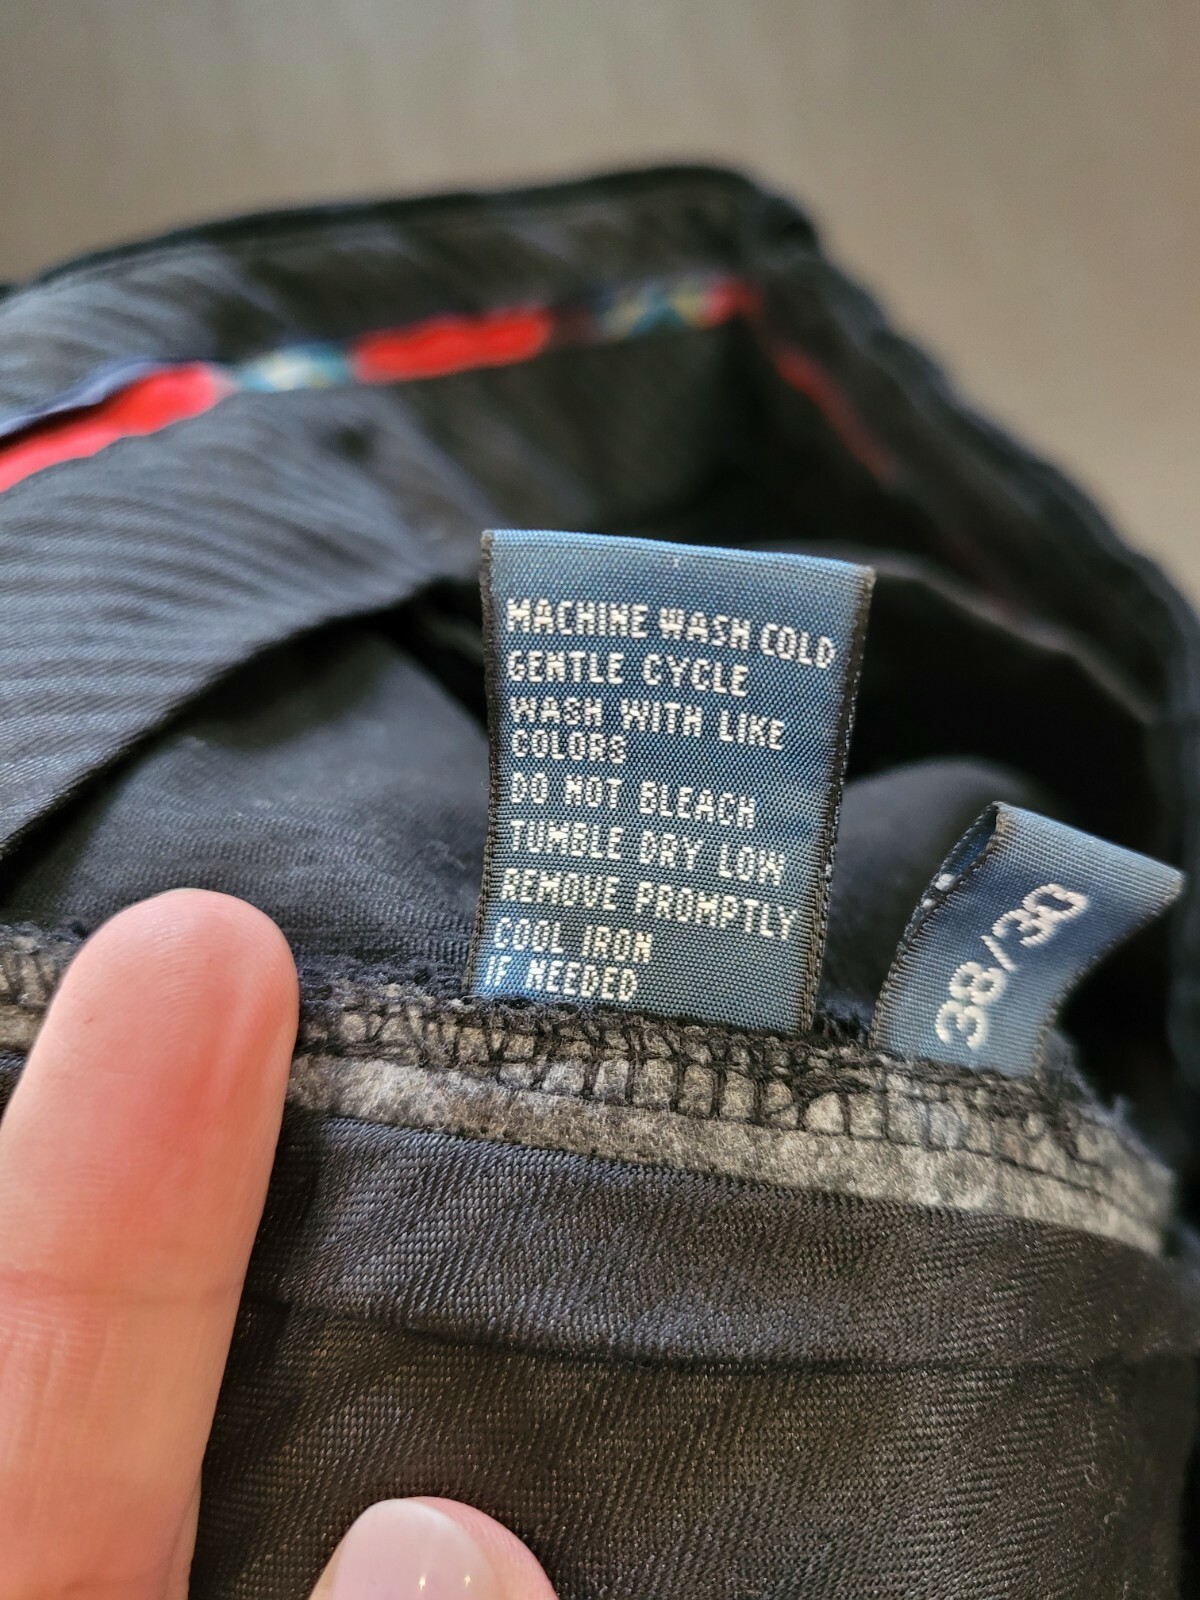 MACHINE WASH COLD
GENTLE CYCLE
WASH WITH LIKE
COLORS
DO NOT BLEACH
TUMBLE DRY LOW
REMOVE PROMPTLY
COOL IRON
IF NEEDED
38/30